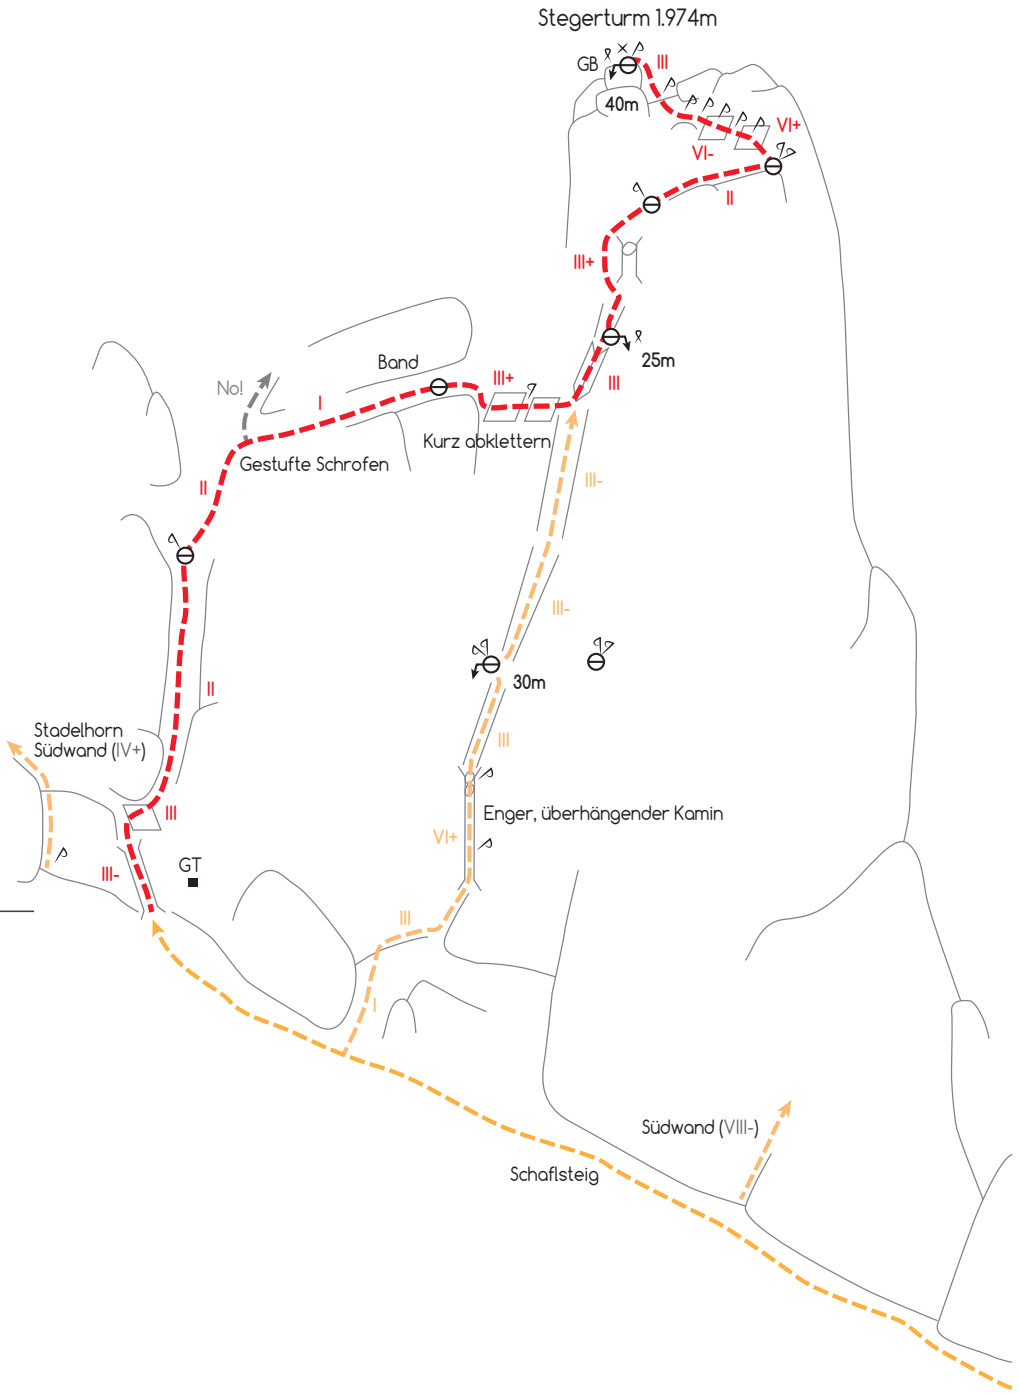 Stegerturm 1.974m
GB
III
40m
VI+
VI-
II
III+
25m
Band
III+
III
No!
I
Kurz abklettern
Gestufte Schrofen
II
III-
III-
II
30m
Stadelhorn
Südwand (IV+)
III
III
Enger, überhängender Kamin
VI+
GT
III-
III
I
Südwand (VIII-)
Schaflsteig